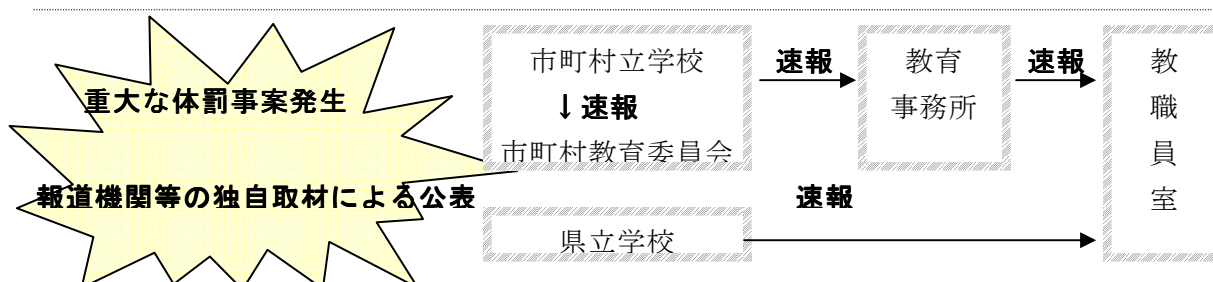 重大な体罰事案発生
報道機関等の独自取材による公表
市町村立学校
↓速報
市町村教育委員会
速報
教育
事務所
速報
教
職
員
室
県立学校
速報